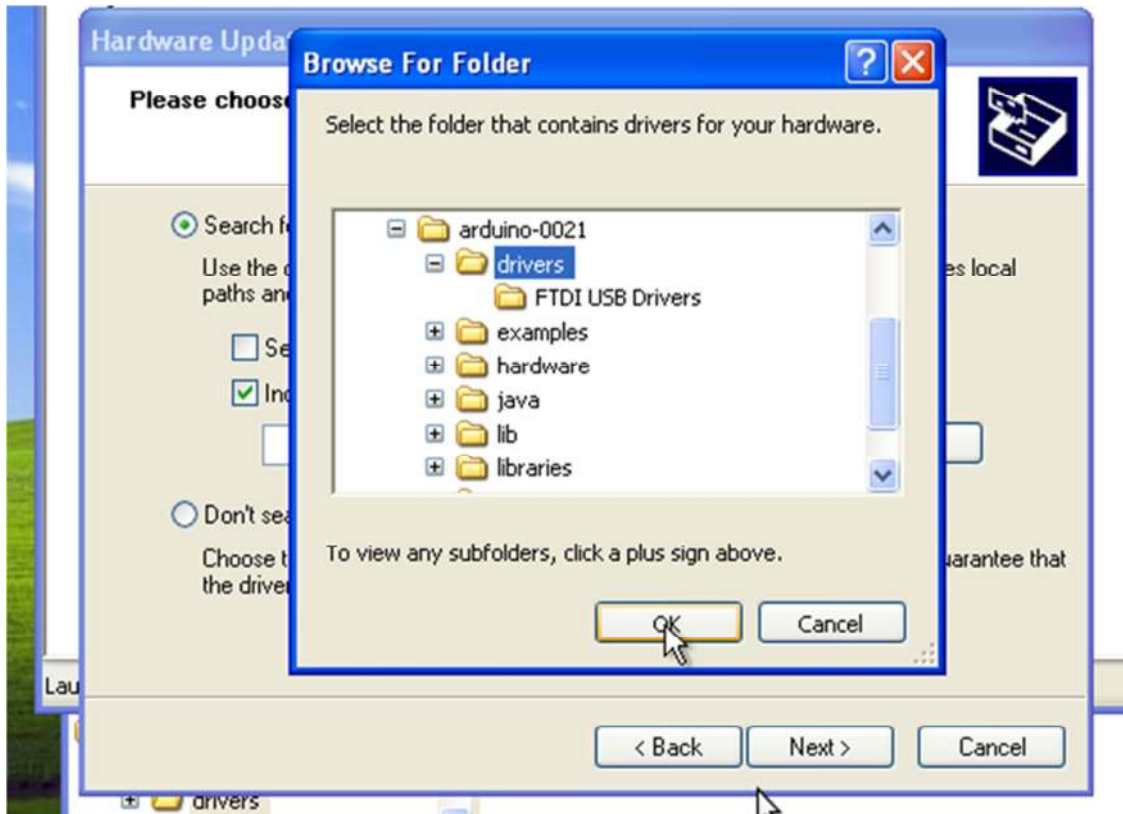 Hardware Upda
Browse For Folder
Please choose
Select the folder that contains drivers for your hardware.
Search f
arduino-0021
drivers
Use the
es local
paths an
FTDI USB Drivers
examples
Se
hardware
Inc
java
lib
libraries
Don't sea
To view any subfolders, click a plus sign above.
Choose t
arantee that
the drive
OK
Cancel
Lau
< Back
Next >
Cancel
drivers